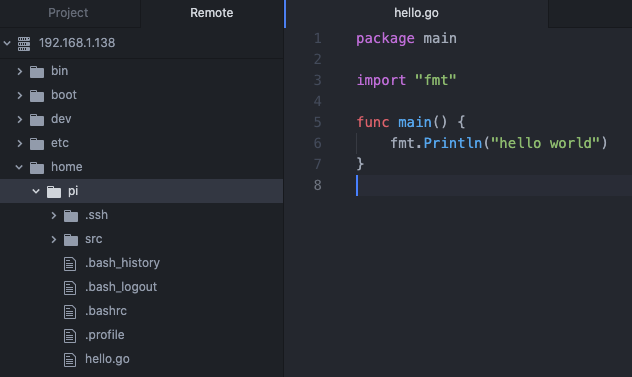 Project
Remote
192.168.1.138
bin
boot
dev
etc
home
pi
.ssh
src
.bash_history
.bash_logout
.bashrc
.profile
hello.go
hello.go
1 package main
2
3 import "fmt"
4
5 func main() {
6     fmt.Println("hello world")
7 }
8